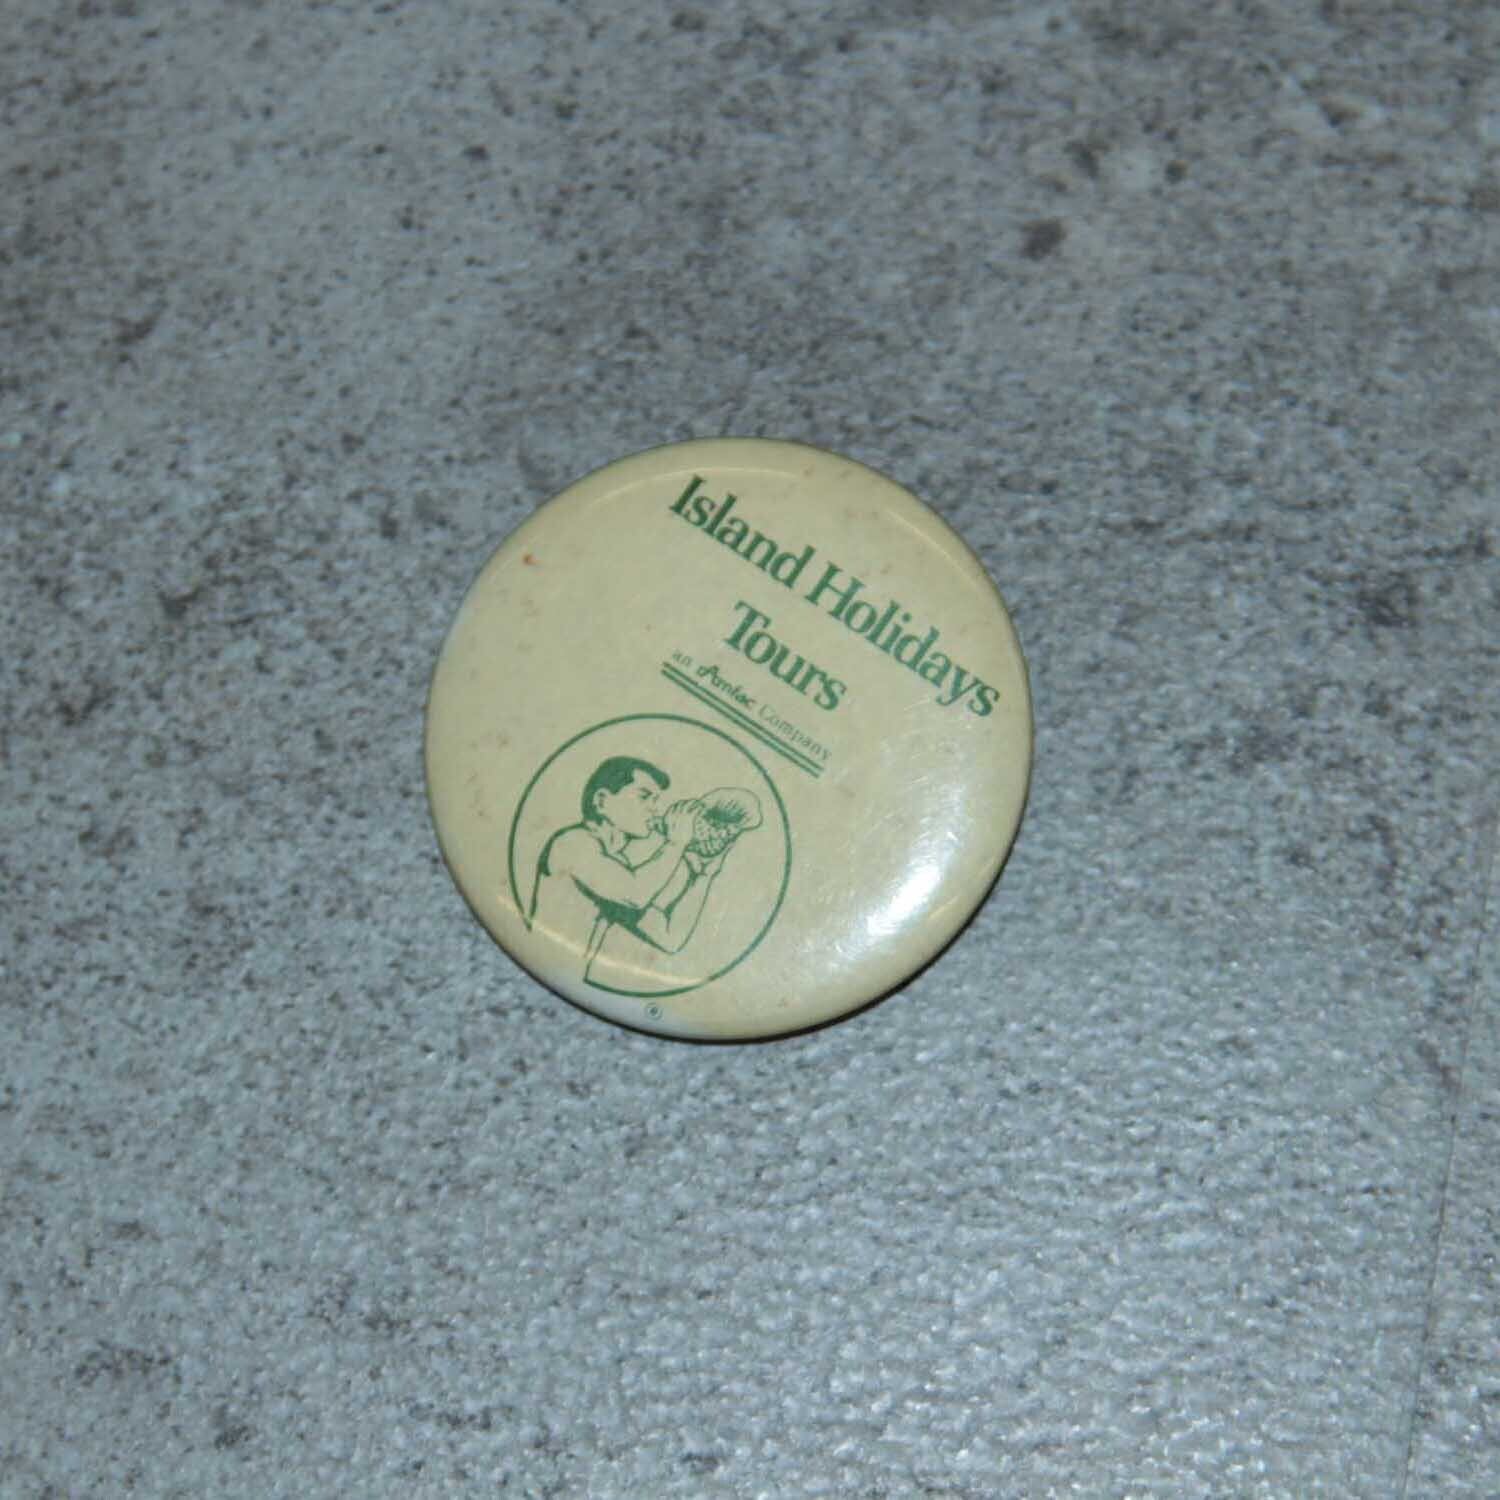 Island Holidays
Tours
an Amfac Company
®